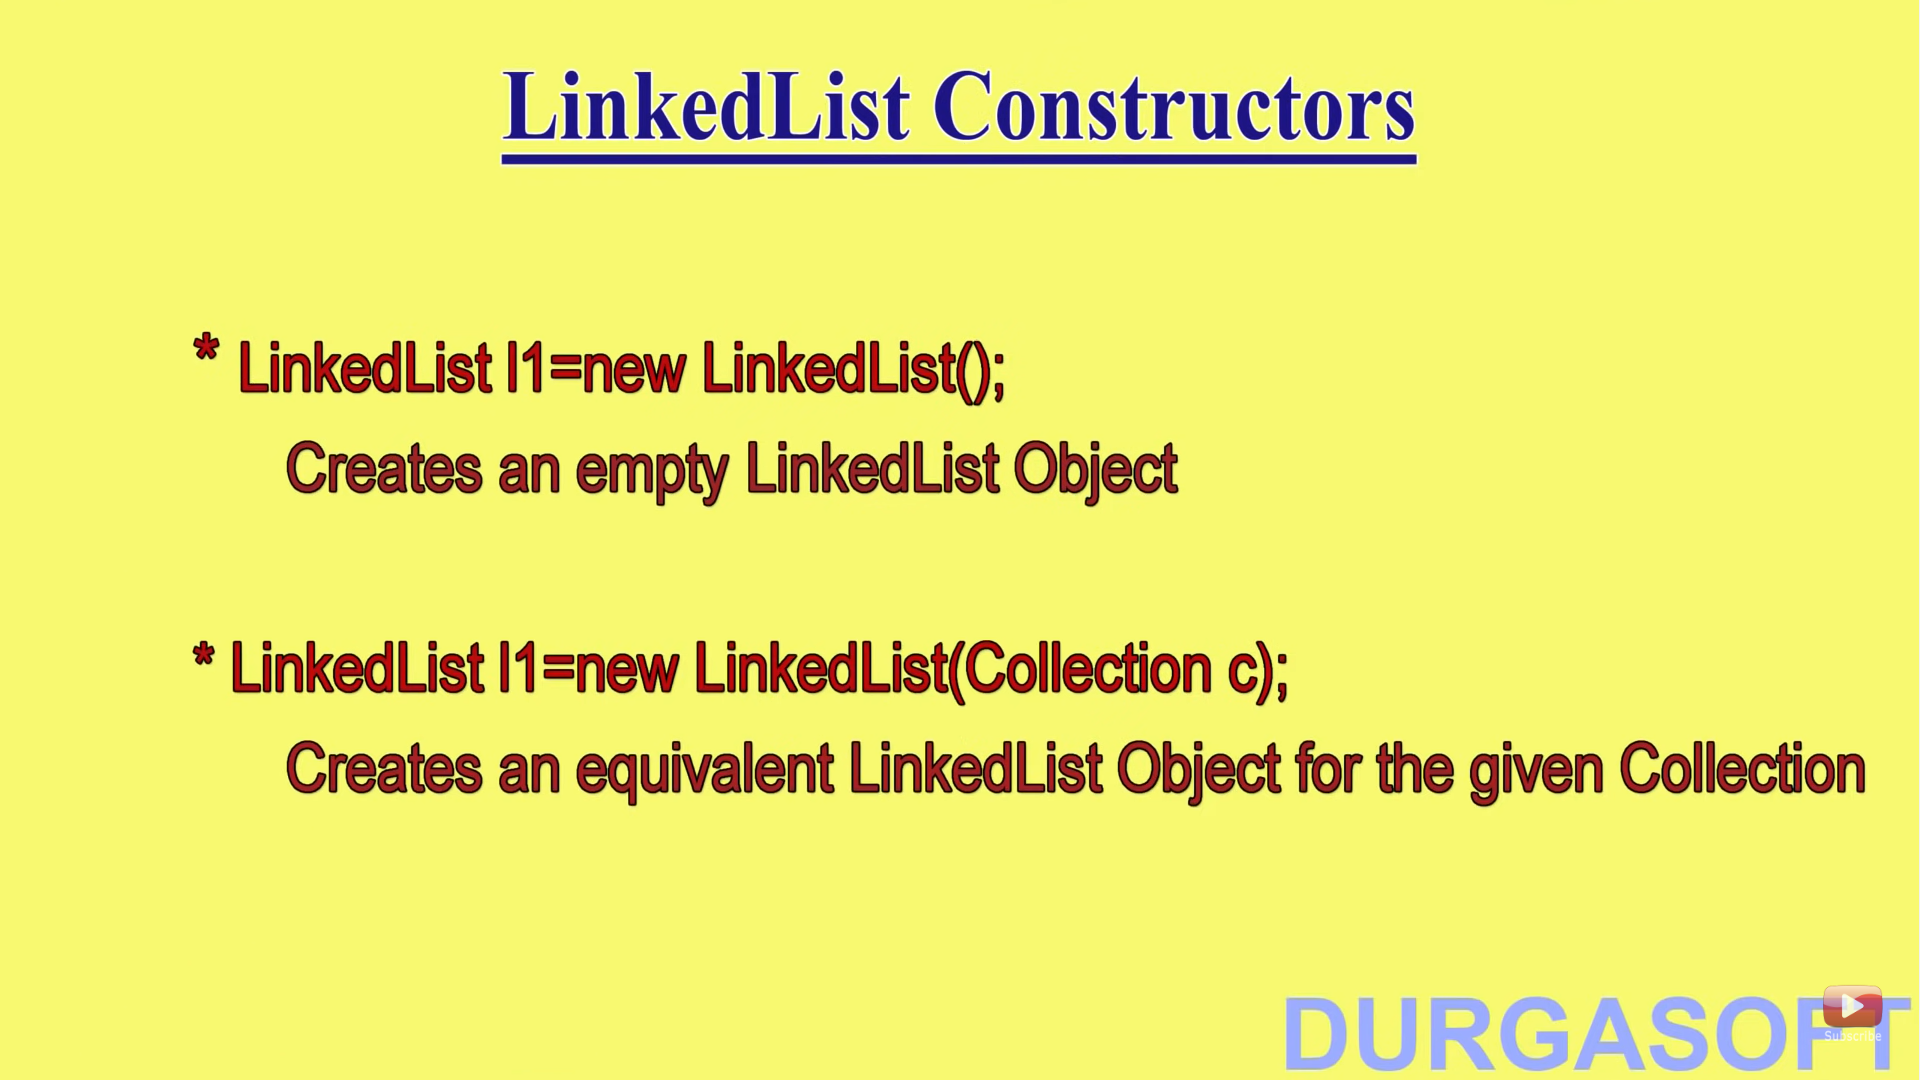 LinkedList Constructors
* LinkedList l1=new LinkedList();
Creates an empty LinkedList Object
* LinkedList l1=new LinkedList(Collection c);
Creates an equivalent LinkedList Object for the given Collection
DURGASOFT
Subscribe